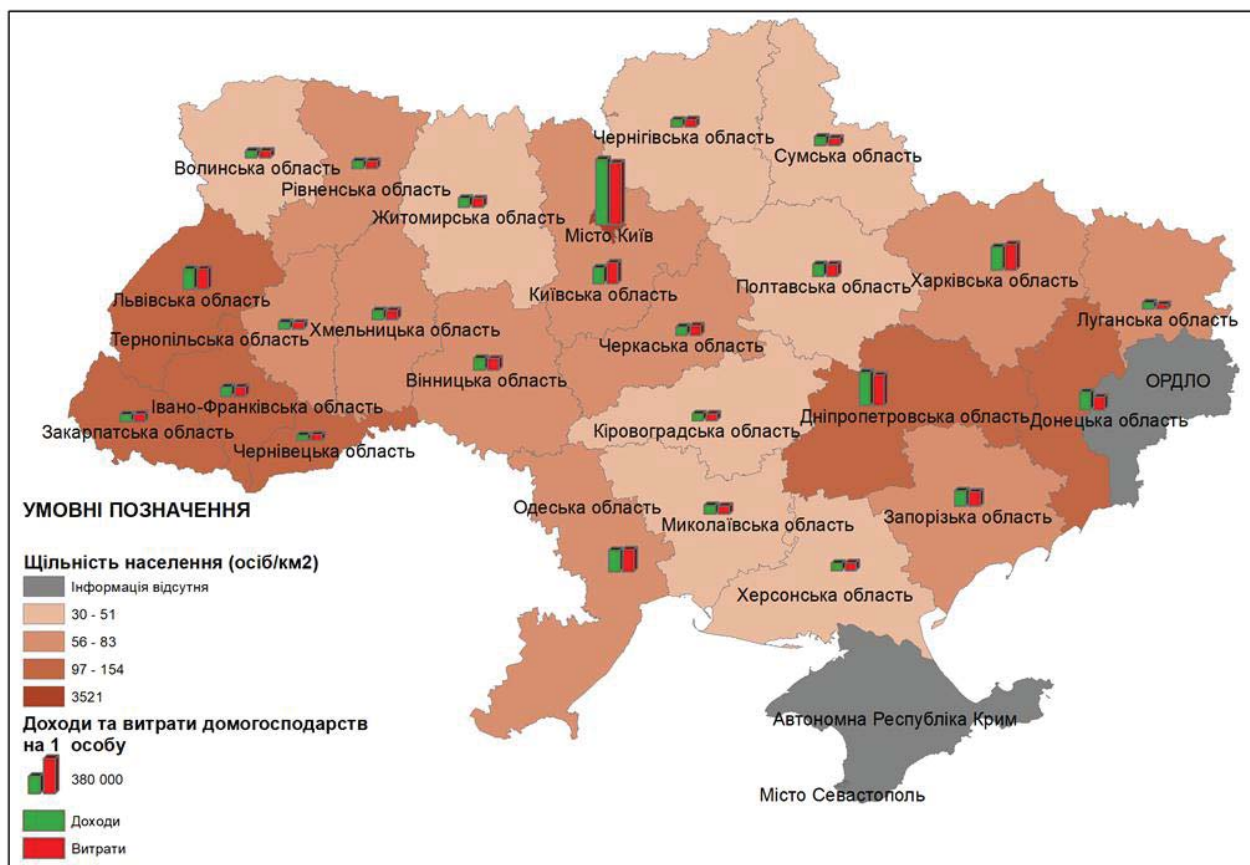 Чернігівська область
Сумська область
Волинська область
Рівненська область
Житомирська область
Місто Київ
Львівська область
Київська область
Полтавська область
Харківська область
Луганська область
Тернопільська область
Хмельницька область
Черкаська область
Вінницька область
ОРДЛО
Івано-Франківська область
Закарпатська область
Чернівецька область
Кіровоградська область
Дніпропетровська область
Донецька область
Одеська область
Миколаївська область
Запорізька область
Херсонська область
Автономна Республіка Крим
Місто Севастополь
УМОВНІ ПОЗНАЧЕННЯ
Щільність населення (осіб/км2)
Інформація відсутня
30 - 51
56 - 83
97 - 154
3521
Доходи та витрати домогосподарств
на 1 особу
380 000
Доходи
Витрати